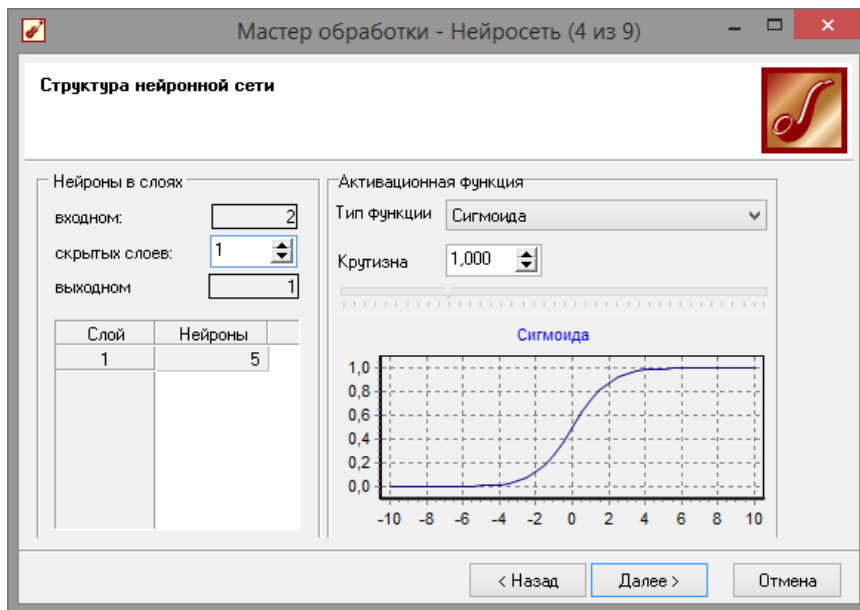 Мастер обработки - Нейросеть (4 из 9)
Структура нейронной сети
Нейроны в слоях
входном: 2
скрытых слоев: 1
выходном 1
Слой Нейроны
1 5
Активационная функция
Тип функции Сигмоида
Крутизна 1,000
Сигмоида
1,0
0,8
0,6
0,4
0,2
0,0
-10 -8 -6 -4 -2 0 2 4 6 8 10
< Назад Далее > Отмена